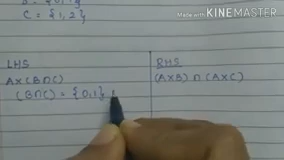 C = {1,2}
Made with KINEMASTER
LHS
A×(B∩C)
(B∩C) = {0,1}
RHS
(A×B) ∩ (A×C)